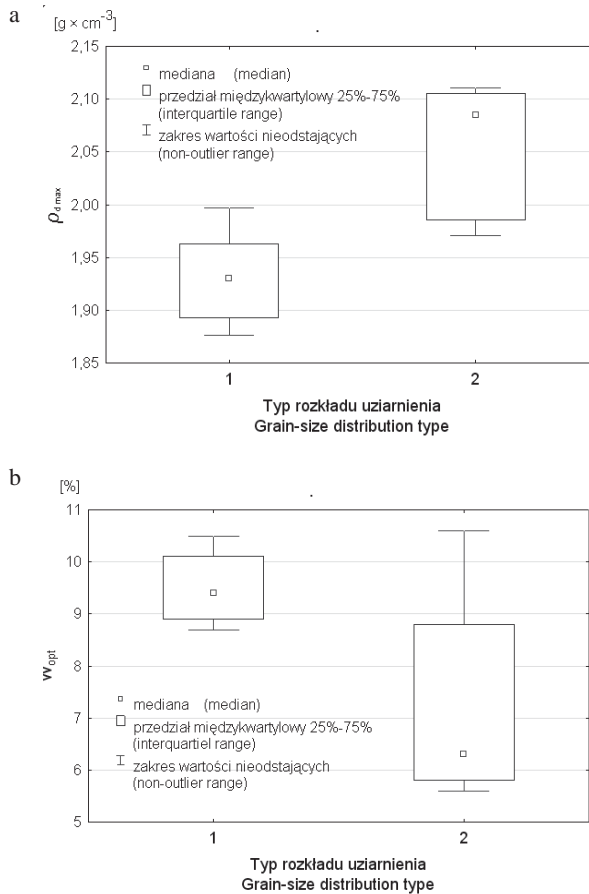 a
[g × cm⁻³]
2,15
mediana (median)
przedział międzykwartylowy 25%-75%
(interquartile range)
zakres wartości nieodstających
(non-outlier range)
2,10
2,05
2,00
1,95
1,90
1,85
ρd max
1 2
Typ rozkładu uziarnienia
Grain-size distribution type
b
[%]
11
10
9
8
7
6
5
wopt
mediana (median)
przedział międzykwartylowy 25%-75%
(interquartiel range)
zakres wartości nieodstających
(non-outlier range)
1 2
Typ rozkładu uziarnienia
Grain-size distribution type